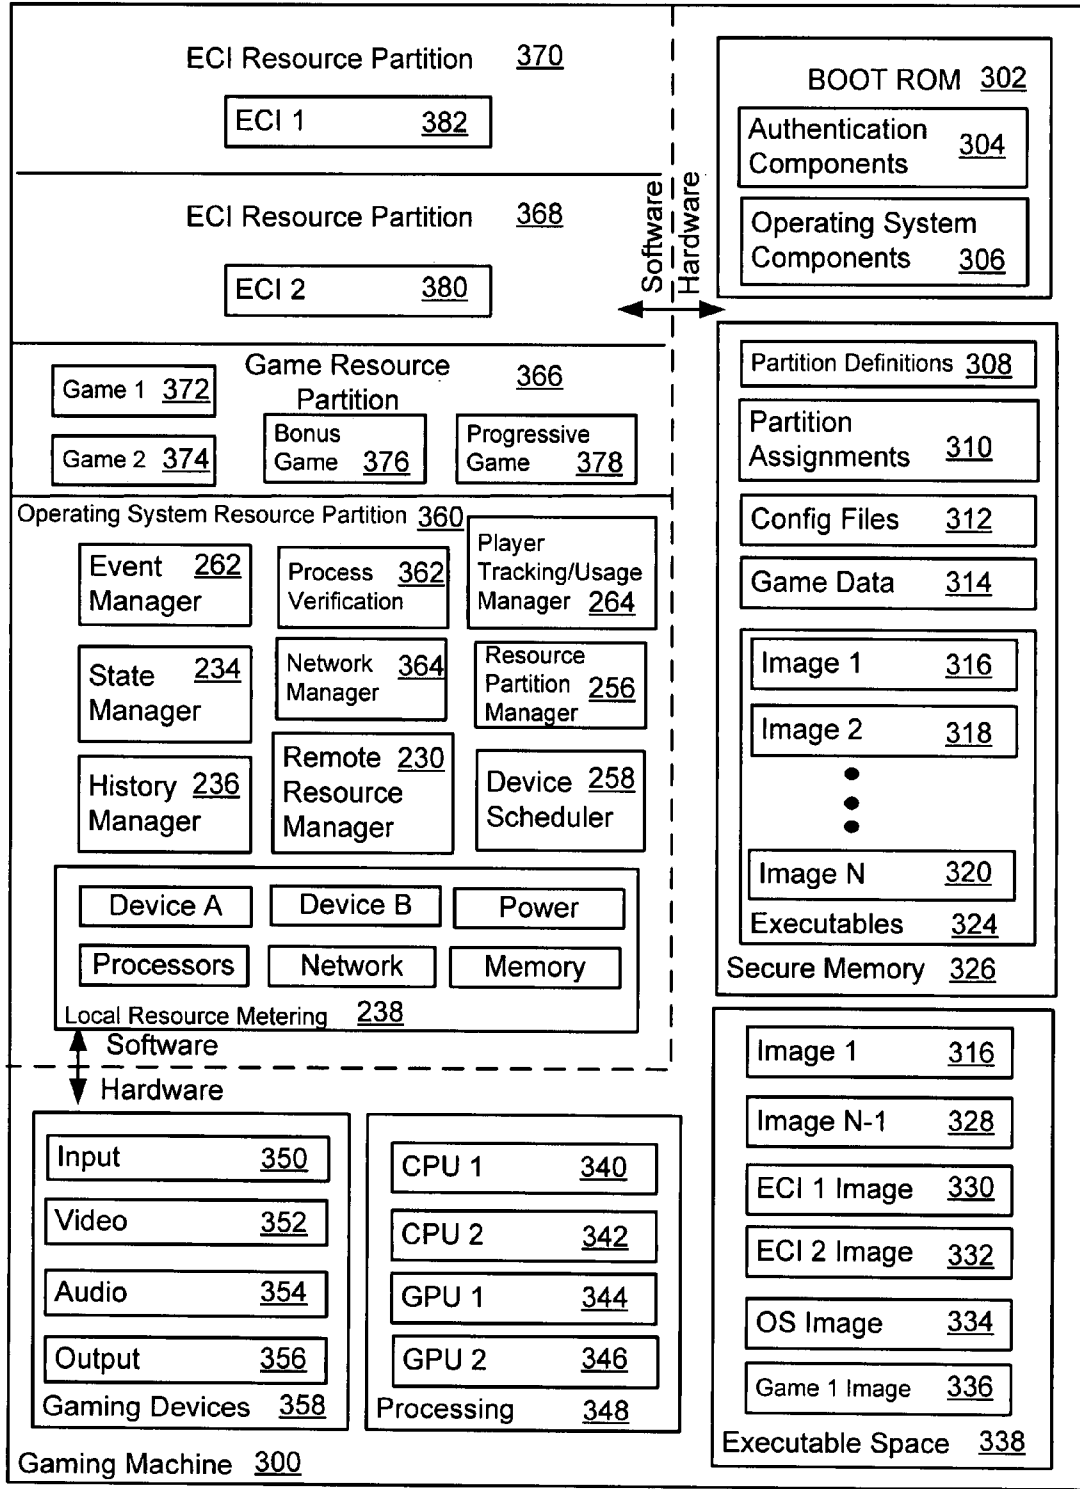 ECI Resource Partition 370
ECI 1 382
ECI Resource Partition 368
ECI 2 380
Software
Hardware
Game Resource 366
Partition
Game 1 372
Game 2 374
Bonus
Game 376
Progressive
Game 378
Operating System Resource Partition 360
Event 262
Manager
Process 362
Verification
Player
Tracking/Usage
Manager 264
State 234
Manager
Network 364
Manager
Resource
Partition 256
Manager
History 236
Manager
Remote 230
Resource
Manager
Device 258
Scheduler
Device A
Device B
Power
Processors
Network
Memory
Local Resource Metering 238
Software
Hardware
Input 350
Video 352
Audio 354
Output 356
Gaming Devices 358
CPU 1 340
CPU 2 342
GPU 1 344
GPU 2 346
Processing 348
Gaming Machine 300
BOOT ROM 302
Authentication
Components 304
Operating System
Components 306
Partition Definitions 308
Partition
Assignments 310
Config Files 312
Game Data 314
Image 1 316
Image 2 318
Image N 320
Executables 324
Secure Memory 326
Image 1 316
Image N-1 328
ECI 1 Image 330
ECI 2 Image 332
OS Image 334
Game 1 Image 336
Executable Space 338